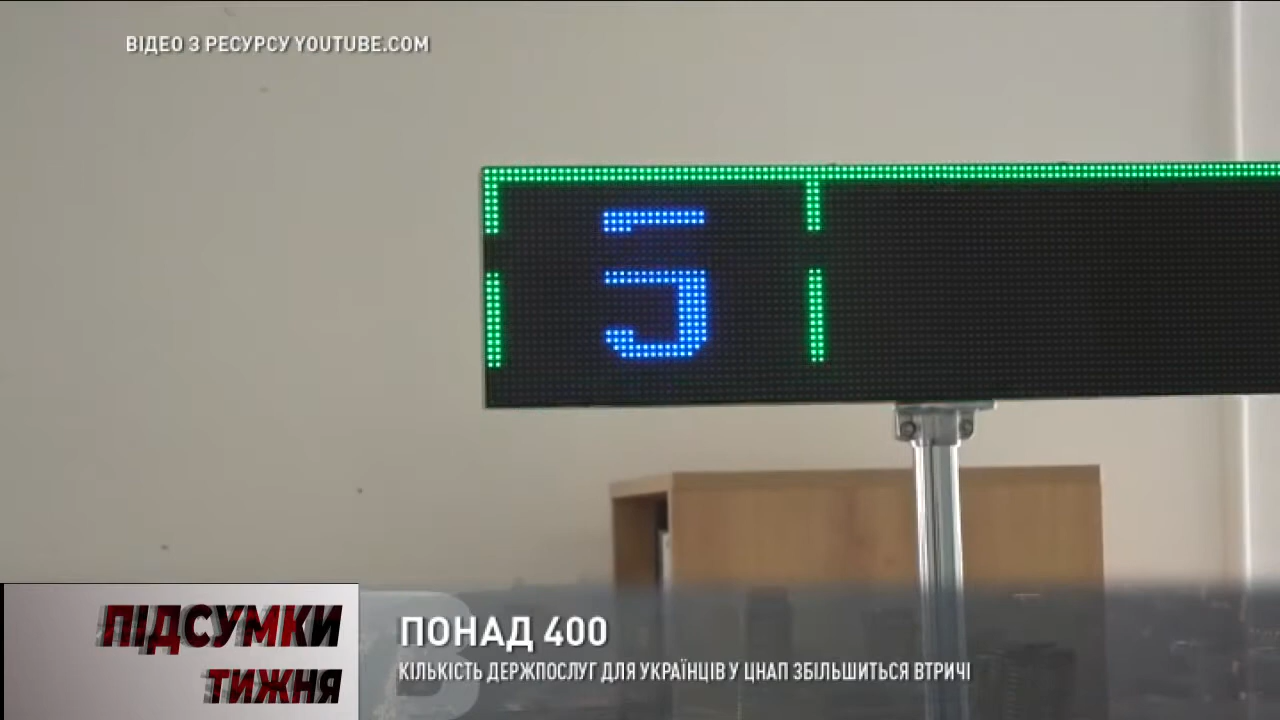 ВІДЕО З РЕСУРСУ YOUTUBE.COM
5
ПІДСУМКИ
ТИЖНЯ
ПОНАД 400
КІЛЬКІСТЬ ДЕРЖПОСЛУГ ДЛЯ УКРАЇНЦІВ У ЦНАП ЗБІЛЬШИТЬСЯ ВТРИЧІ